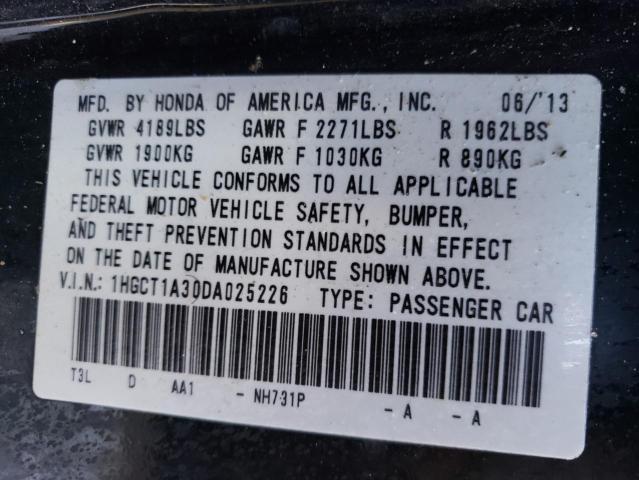 MFD. BY HONDA OF AMERICA MFG., INC. 06/'13
GVWR 4189LBS GAWR F 2271LBS R 1962LBS
GVWR 1900KG GAWR F 1030KG R 890KG
THIS VEHICLE CONFORMS TO ALL APPLICABLE
FEDERAL MOTOR VEHICLE SAFETY, BUMPER,
AND THEFT PREVENTION STANDARDS IN EFFECT
ON THE DATE OF MANUFACTURE SHOWN ABOVE.
V.I.N.: 1HGCT1A30DA025226 TYPE: PASSENGER CAR
T3L D AA1 - NH731P - A - A